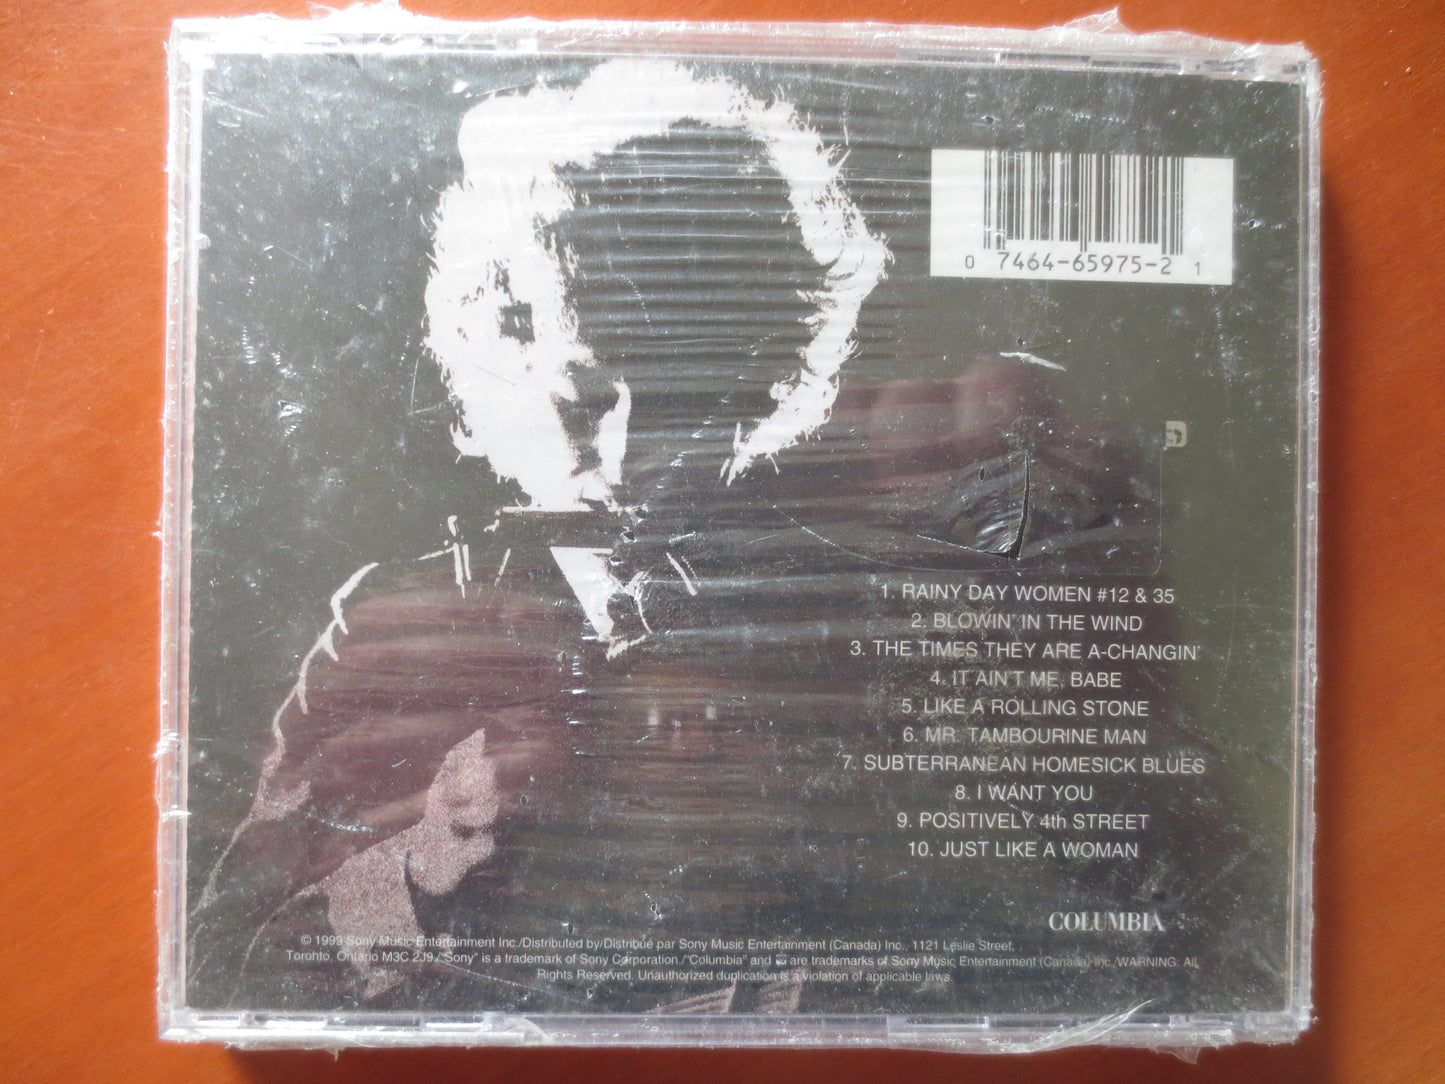 0 7464-65975-2 1
1. RAINY DAY WOMEN #12 & 35
2. BLOWIN' IN THE WIND
3. THE TIMES THEY ARE A-CHANGIN'
4. IT AIN'T ME, BABE
5. LIKE A ROLLING STONE
6. MR. TAMBOURINE MAN
7. SUBTERRANEAN HOMESICK BLUES
8. I WANT YOU
9. POSITIVELY 4th STREET
10. JUST LIKE A WOMAN
COLUMBIA
© 1993 Sony Music Entertainment Inc./Distributed by/Distribué par Sony Music Entertainment (Canada) Inc., 1121 Leslie Street,
Toronto, Ontario M3C 2J9./"Sony" is a trademark of Sony Corporation./"Columbia" and are trademarks of Sony Music Entertainment (Canada) Inc./WARNING: All
Rights Reserved. Unauthorized duplication is a violation of applicable laws.